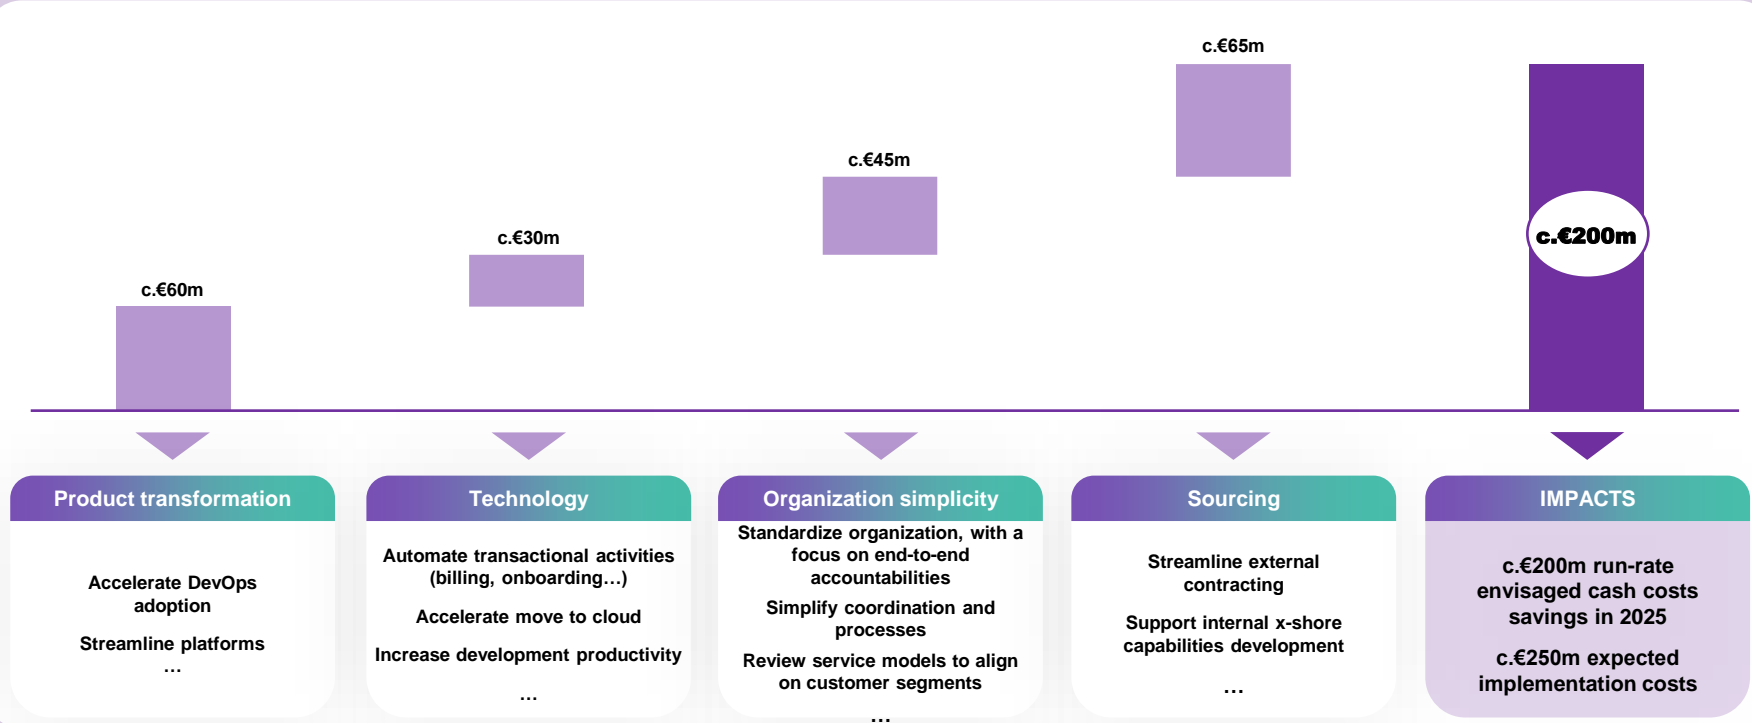 c.€60m
c.€30m
c.€45m
c.€65m
c.€200m
Product transformation
Accelerate DevOps
adoption
Streamline platforms
…
Technology
Automate transactional activities
(billing, onboarding…)
Accelerate move to cloud
Increase development productivity
…
Organization simplicity
Standardize organization, with a
focus on end-to-end
accountabilities
Simplify coordination and
processes
Review service models to align
on customer segments
…
Sourcing
Streamline external
contracting
Support internal x-shore
capabilities development
…
IMPACTS
c.€200m run-rate
envisaged cash costs
savings in 2025
c.€250m expected
implementation costs